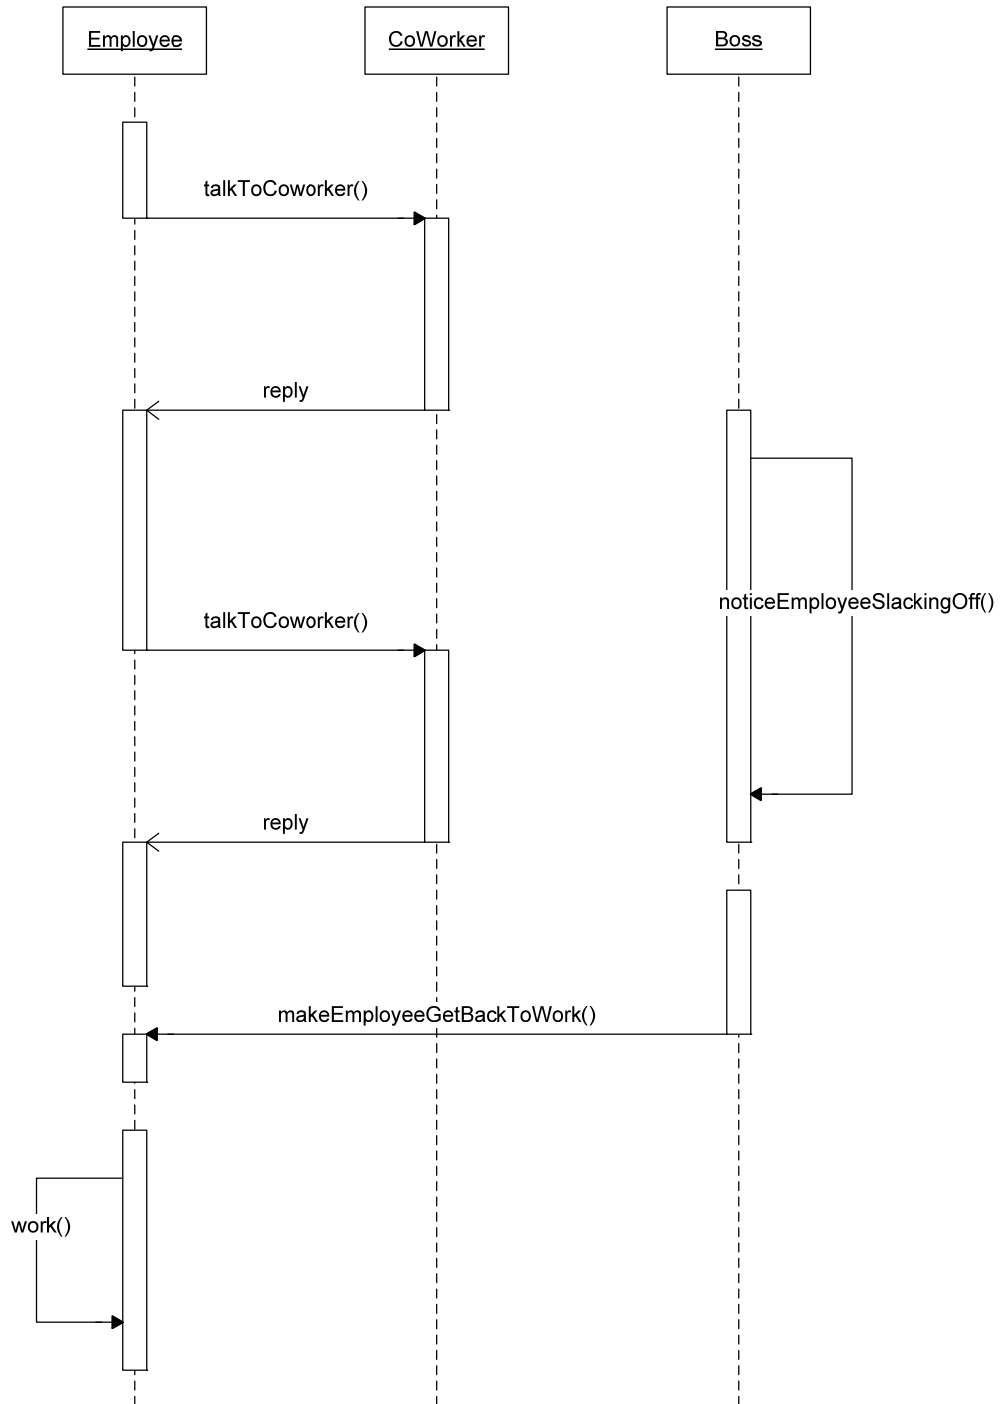 Employee
CoWorker
Boss
talkToCoworker()
reply
noticeEmployeeSlackingOff()
talkToCoworker()
reply
makeEmployeeGetBackToWork()
work()